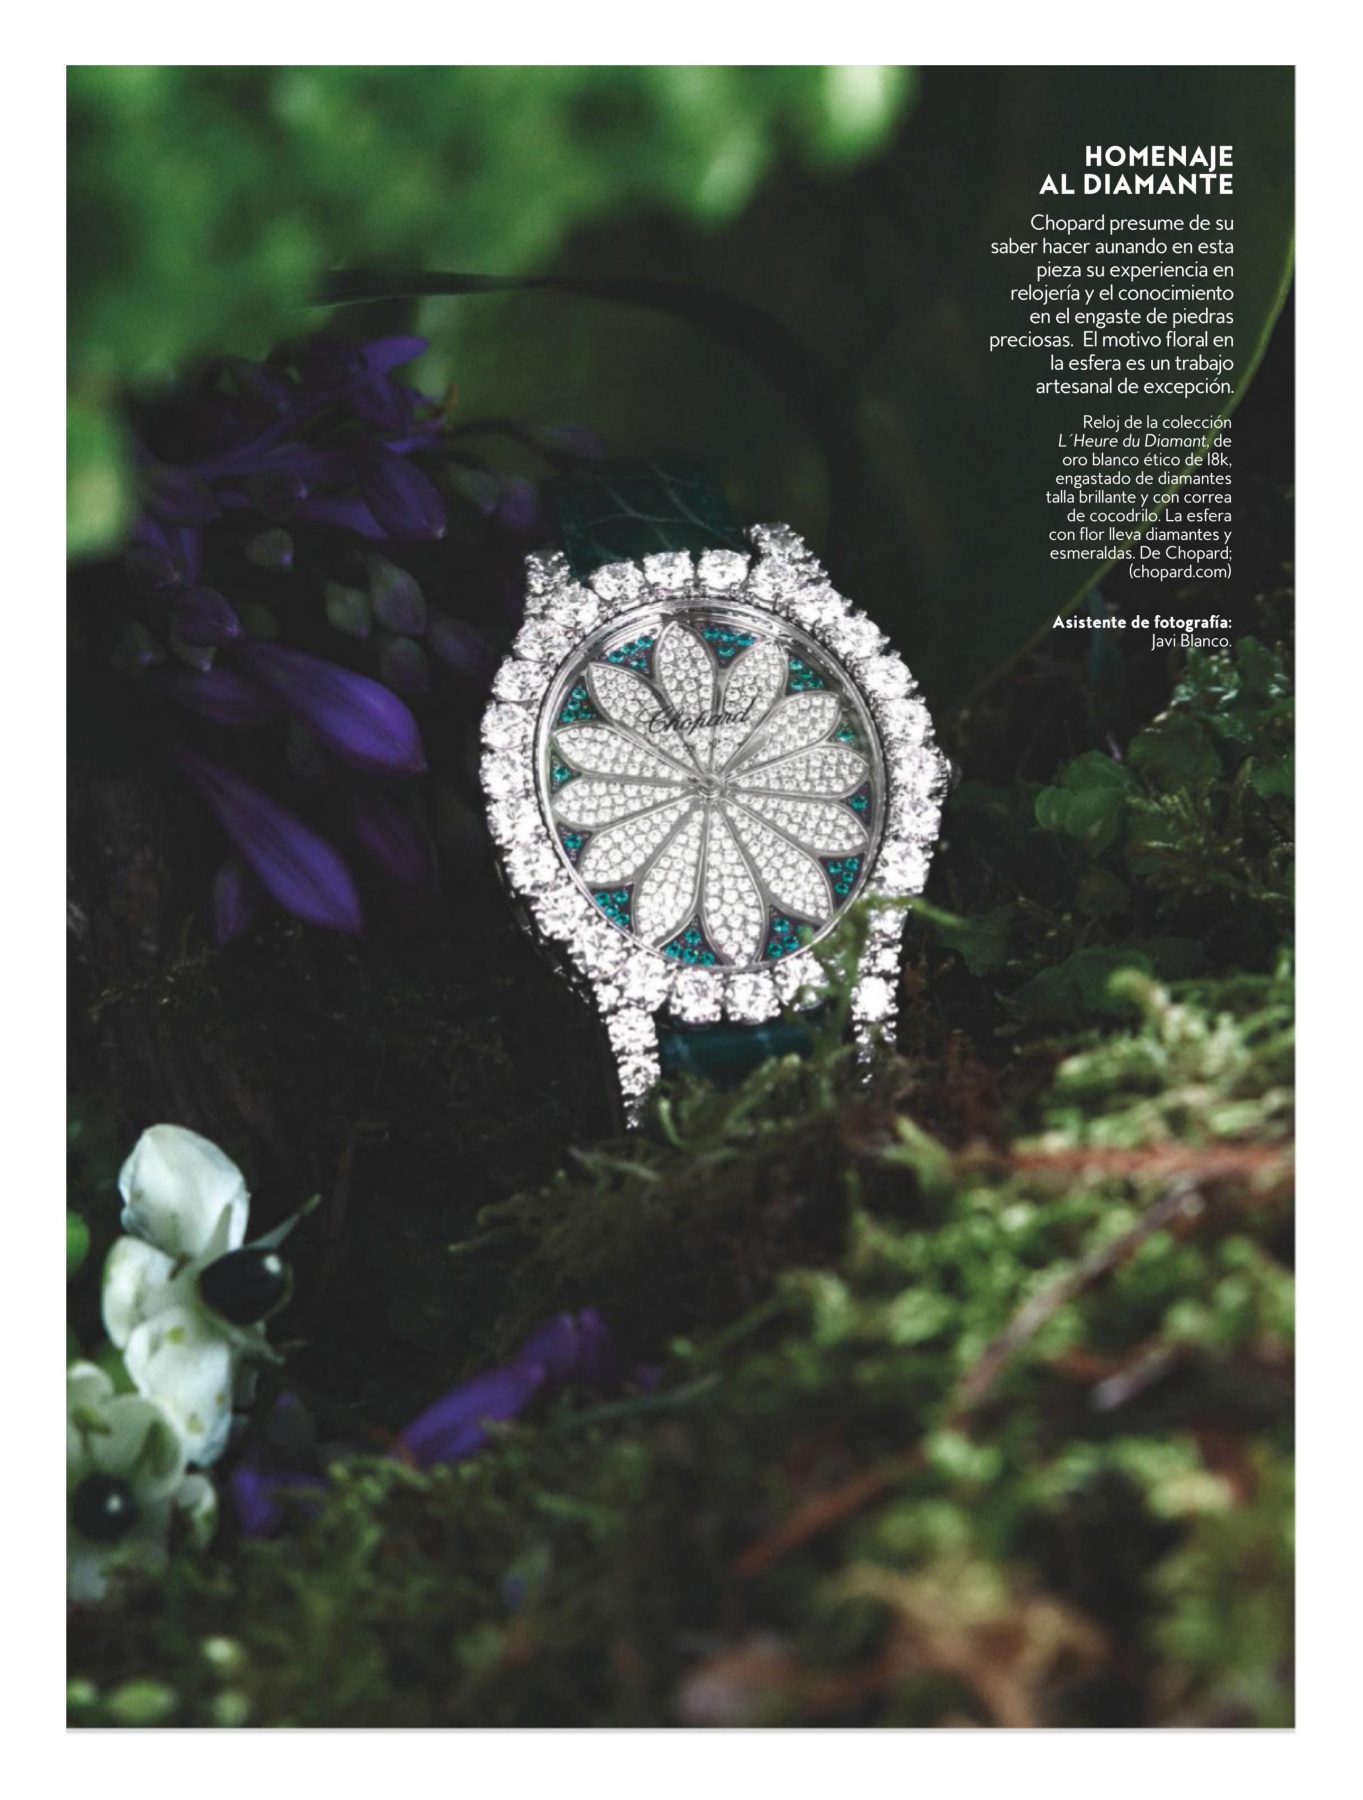 HOMENAJE
AL DIAMANTE
Chopard presume de su
saber hacer aunando en esta
pieza su experiencia en
relojería y el conocimiento
en el engaste de piedras
preciosas. El motivo floral en
la esfera es un trabajo
artesanal de excepción.
Reloj de la colección
L´Heure du Diamant, de
oro blanco ético de 18k,
engastado de diamantes
talla brillante y con correa
de cocodrilo. La esfera
con flor lleva diamantes y
esmeraldas. De Chopard;
(chopard.com)
Asistente de fotografía:
Javi Blanco.
Chopard